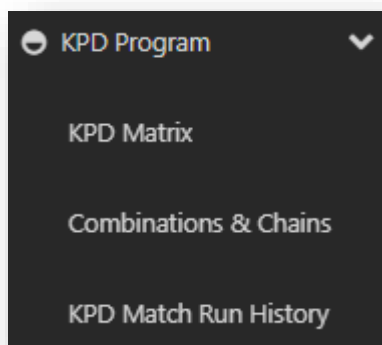 KPD Program
KPD Matrix
Combinations & Chains
KPD Match Run History